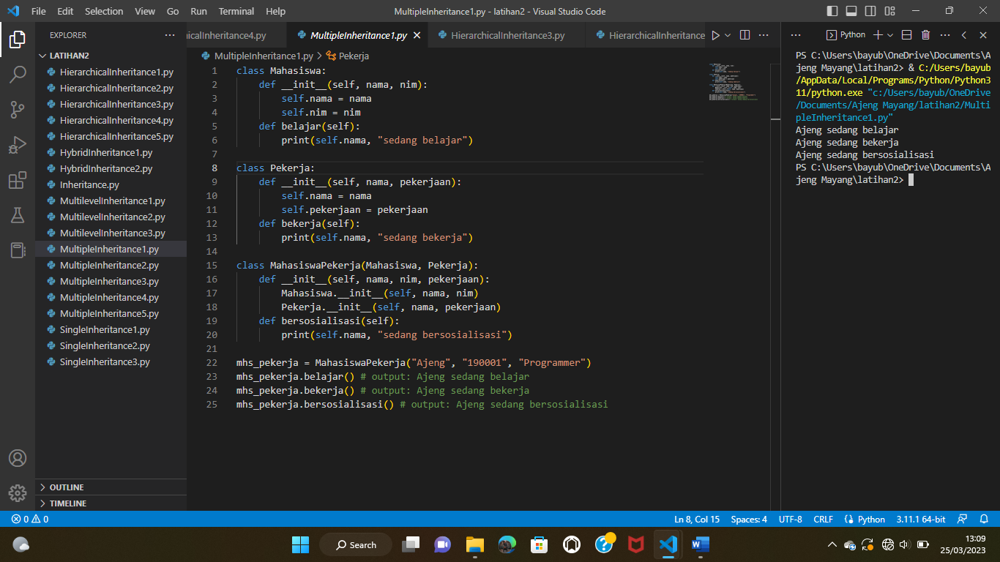 File Edit Selection View Go Run Terminal Help
MultipleInheritance1.py - latihan2 - Visual Studio Code
EXPLORER
LATIHAN2
HierarchicalInheritance1.py
HierarchicalInheritance2.py
HierarchicalInheritance3.py
HierarchicalInheritance4.py
HierarchicalInheritance5.py
HybridInheritance1.py
HybridInheritance2.py
Inheritance.py
MultilevelInheritance1.py
MultilevelInheritance2.py
MultilevelInheritance3.py
MultipleInheritance1.py
MultipleInheritance2.py
MultipleInheritance3.py
MultipleInheritance4.py
MultipleInheritance5.py
SingleInheritance1.py
SingleInheritance2.py
SingleInheritance3.py
OUTLINE
TIMELINE
icalInheritance4.py MultipleInheritance1.py HierarchicalInheritance3.py HierarchicalInheritance
MultipleInheritance1.py > Pekerja
1 class Mahasiswa:
2 def __init__(self, nama, nim):
3 self.nama = nama
4 self.nim = nim
5 def belajar(self):
6 print(self.nama, "sedang belajar")
7
8 class Pekerja:
9 def __init__(self, nama, pekerjaan):
10 self.nama = nama
11 self.pekerjaan = pekerjaan
12 def bekerja(self):
13 print(self.nama, "sedang bekerja")
14
15 class MahasiswaPekerja(Mahasiswa, Pekerja):
16 def __init__(self, nama, nim, pekerjaan):
17 Mahasiswa.__init__(self, nama, nim)
18 Pekerja.__init__(self, nama, pekerjaan)
19 def bersosialisasi(self):
20 print(self.nama, "sedang bersosialisasi")
21
22 mhs_pekerja = MahasiswaPekerja("Ajeng", "190001", "Programmer")
23 mhs_pekerja.belajar() # output: Ajeng sedang belajar
24 mhs_pekerja.bekerja() # output: Ajeng sedang bekerja
25 mhs_pekerja.bersosialisasi() # output: Ajeng sedang bersosialisasi
Python
PS C:\Users\bayub\OneDrive\Documents\A
jeng Mayang\latihan2> & C:/Users/bayub
/AppData/Local/Programs/Python/Python3
11/python.exe "c:/Users/bayub/OneDrive
/Documents/Ajeng Mayang/latihan2/Multi
pleInheritance1.py"
Ajeng sedang belajar
Ajeng sedang bekerja
Ajeng sedang bersosialisasi
PS C:\Users\bayub\OneDrive\Documents\A
jeng Mayang\latihan2>
0 0 Ln 8, Col 15 Spaces: 4 UTF-8 CRLF Python 3.11.1 64-bit
Search
13:09
25/03/2023